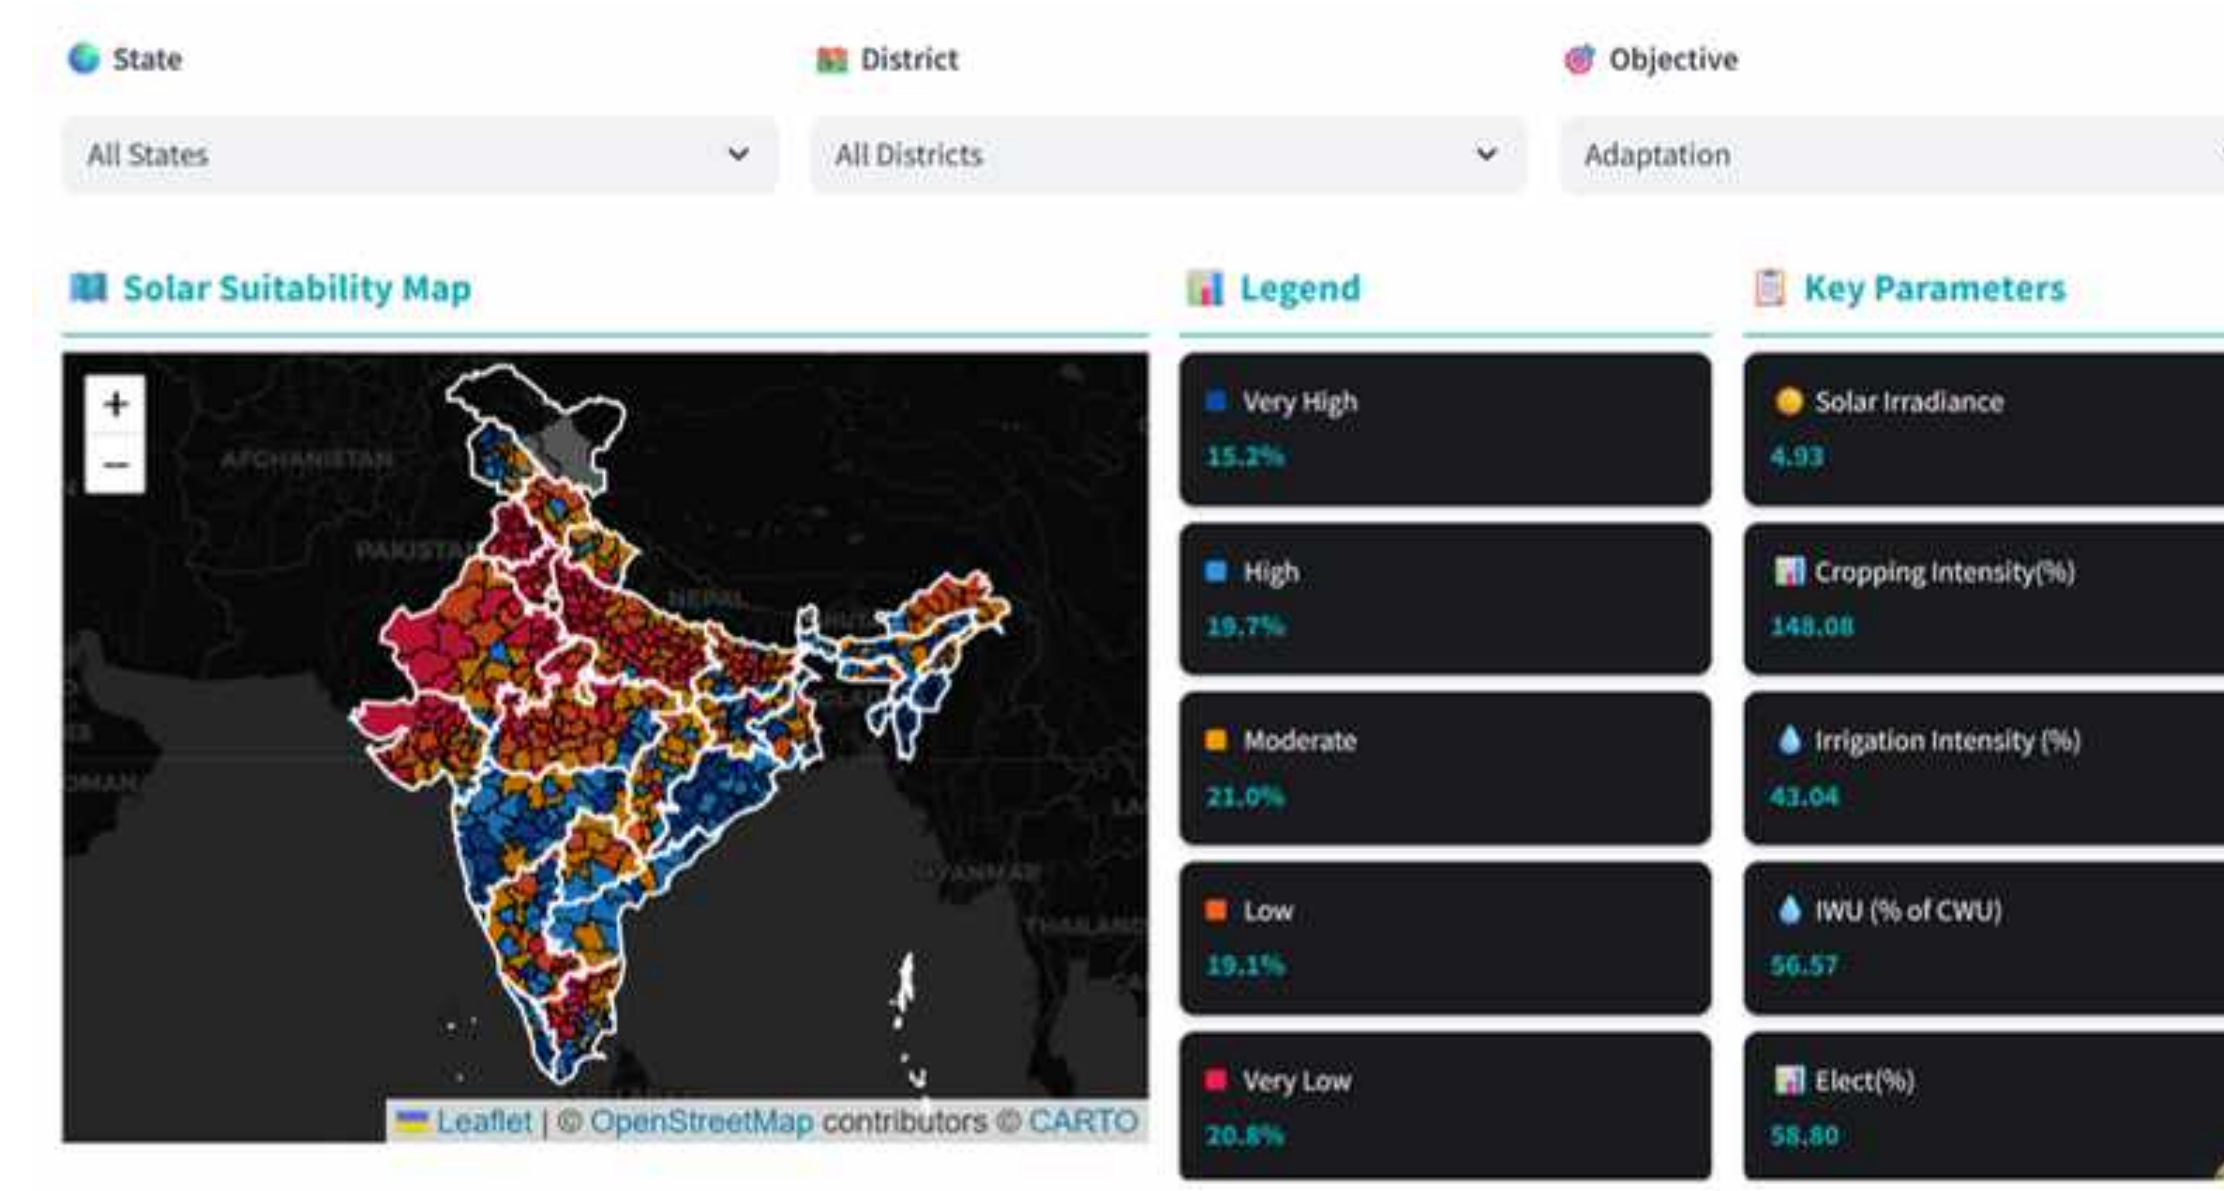 State
District
Objective
All States
All Districts
Adaptation
Solar Suitability Map
Legend
Key Parameters
+
−
AFGHANISTAN
PAKISTAN
NEPAL
MYANMAR
THAILAND
Leaflet | © OpenStreetMap contributors © CARTO
Very High
15.2%
High
19.7%
Moderate
21.0%
Low
19.1%
Very Low
20.8%
Solar Irradiance
4.93
Cropping Intensity(%)
148.08
Irrigation Intensity (%)
43.04
IWU (% of CWU)
56.57
Elect(%)
58.80